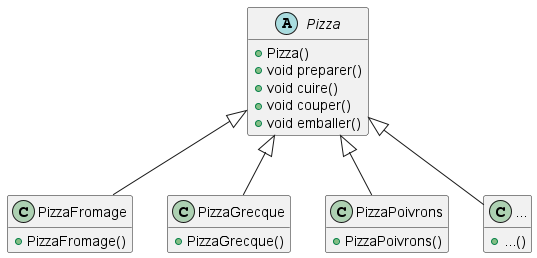 A Pizza
Pizza()
void preparer()
void cuire()
void couper()
void emballer()
C PizzaFromage
PizzaFromage()
C PizzaGrecque
PizzaGrecque()
C PizzaPoivrons
PizzaPoivrons()
C ...
...()